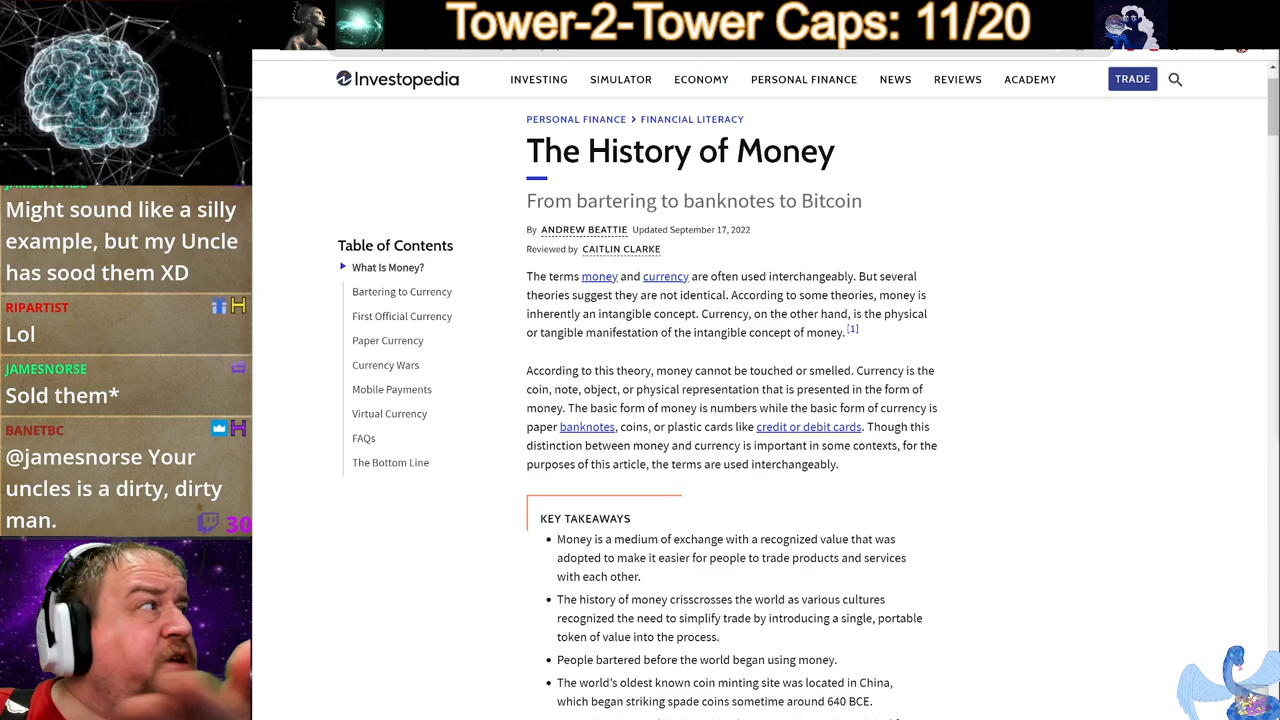 Tower-2-Tower Caps: 11/20
Investopedia
INVESTING SIMULATOR ECONOMY PERSONAL FINANCE NEWS REVIEWS ACADEMY TRADE
JAMESNORSE
Might sound like a silly
example, but my Uncle
has sood them XD
RIPARTIST
Lol
JAMESNORSE
Sold them*
BANETBC
@jamesnorse Your
uncles is a dirty, dirty
man.
30
Table of Contents
What Is Money?
Bartering to Currency
First Official Currency
Paper Currency
Currency Wars
Mobile Payments
Virtual Currency
FAQs
The Bottom Line
PERSONAL FINANCE > FINANCIAL LITERACY
The History of Money
From bartering to banknotes to Bitcoin
By ANDREW BEATTIE Updated September 17, 2022
Reviewed by CAITLIN CLARKE
The terms money and currency are often used interchangeably. But several
theories suggest they are not identical. According to some theories, money is
inherently an intangible concept. Currency, on the other hand, is the physical
or tangible manifestation of the intangible concept of money. [1]
According to this theory, money cannot be touched or smelled. Currency is the
coin, note, object, or physical representation that is presented in the form of
money. The basic form of money is numbers while the basic form of currency is
paper banknotes, coins, or plastic cards like credit or debit cards. Though this
distinction between money and currency is important in some contexts, for the
purposes of this article, the terms are used interchangeably.
KEY TAKEAWAYS
• Money is a medium of exchange with a recognized value that was
adopted to make it easier for people to trade products and services
with each other.
• The history of money crisscrosses the world as various cultures
recognized the need to simplify trade by introducing a single, portable
token of value into the process.
• People bartered before the world began using money.
• The world's oldest known coin minting site was located in China,
which began striking spade coins sometime around 640 BCE.